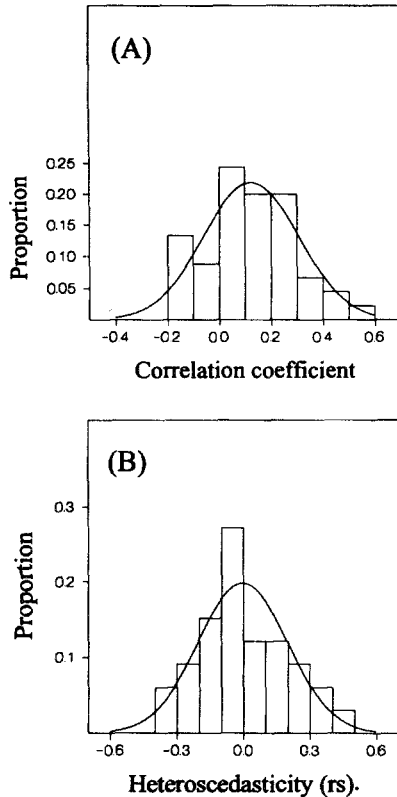 (A)
0.25
0.20
0.15
0.10
0.05
Proportion
-0.4 -0.2 0.0 0.2 0.4 0.6
Correlation coefficient
(B)
0.3
0.2
0.1
Proportion
-0.6 -0.3 0.0 0.3 0.6
Heteroscedasticity (rs).